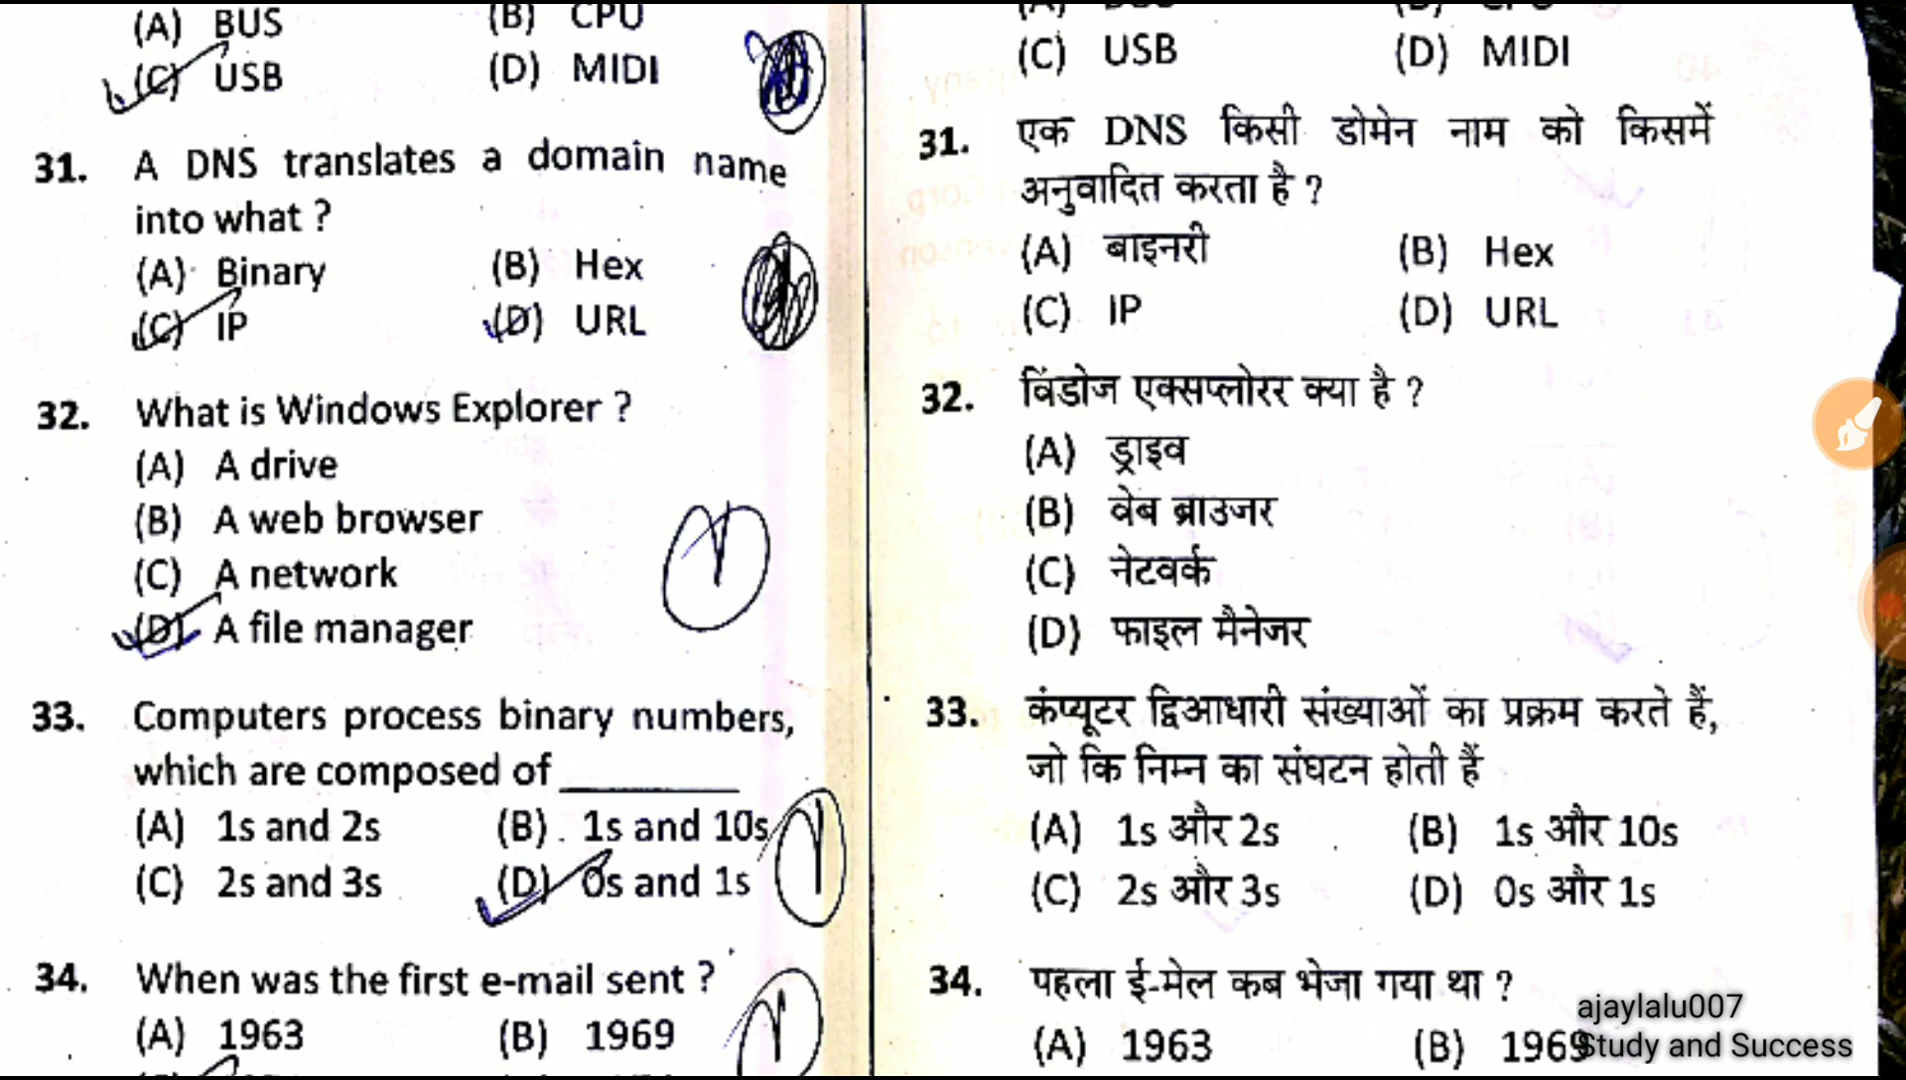 (A) BUS (B) CPU
(C) USB (D) MIDI
31. A DNS translates a domain name
into what ?
(A) Binary (B) Hex
(C) IP (D) URL
32. What is Windows Explorer ?
(A) A drive
(B) A web browser
(C) A network
(D) A file manager
33. Computers process binary numbers,
which are composed of ________
(A) 1s and 2s (B) 1s and 10s
(C) 2s and 3s (D) 0s and 1s
34. When was the first e-mail sent ?
(A) 1963 (B) 1969
(C) USB (D) MIDI
31. एक DNS किसी डोमेन नाम को किसमें
अनुवादित करता है ?
(A) बाइनरी (B) Hex
(C) IP (D) URL
32. विंडोज एक्सप्लोरर क्या है ?
(A) ड्राइव
(B) वेब ब्राउजर
(C) नेटवर्क
(D) फाइल मैनेजर
33. कंप्यूटर द्विआधारी संख्याओं का प्रक्रम करते हैं,
जो कि निम्न का संघटन होती हैं
(A) 1s और 2s (B) 1s और 10s
(C) 2s और 3s (D) 0s और 1s
34. पहला ई-मेल कब भेजा गया था ?
(A) 1963 (B) 1969
ajaylalu007
Study and Success